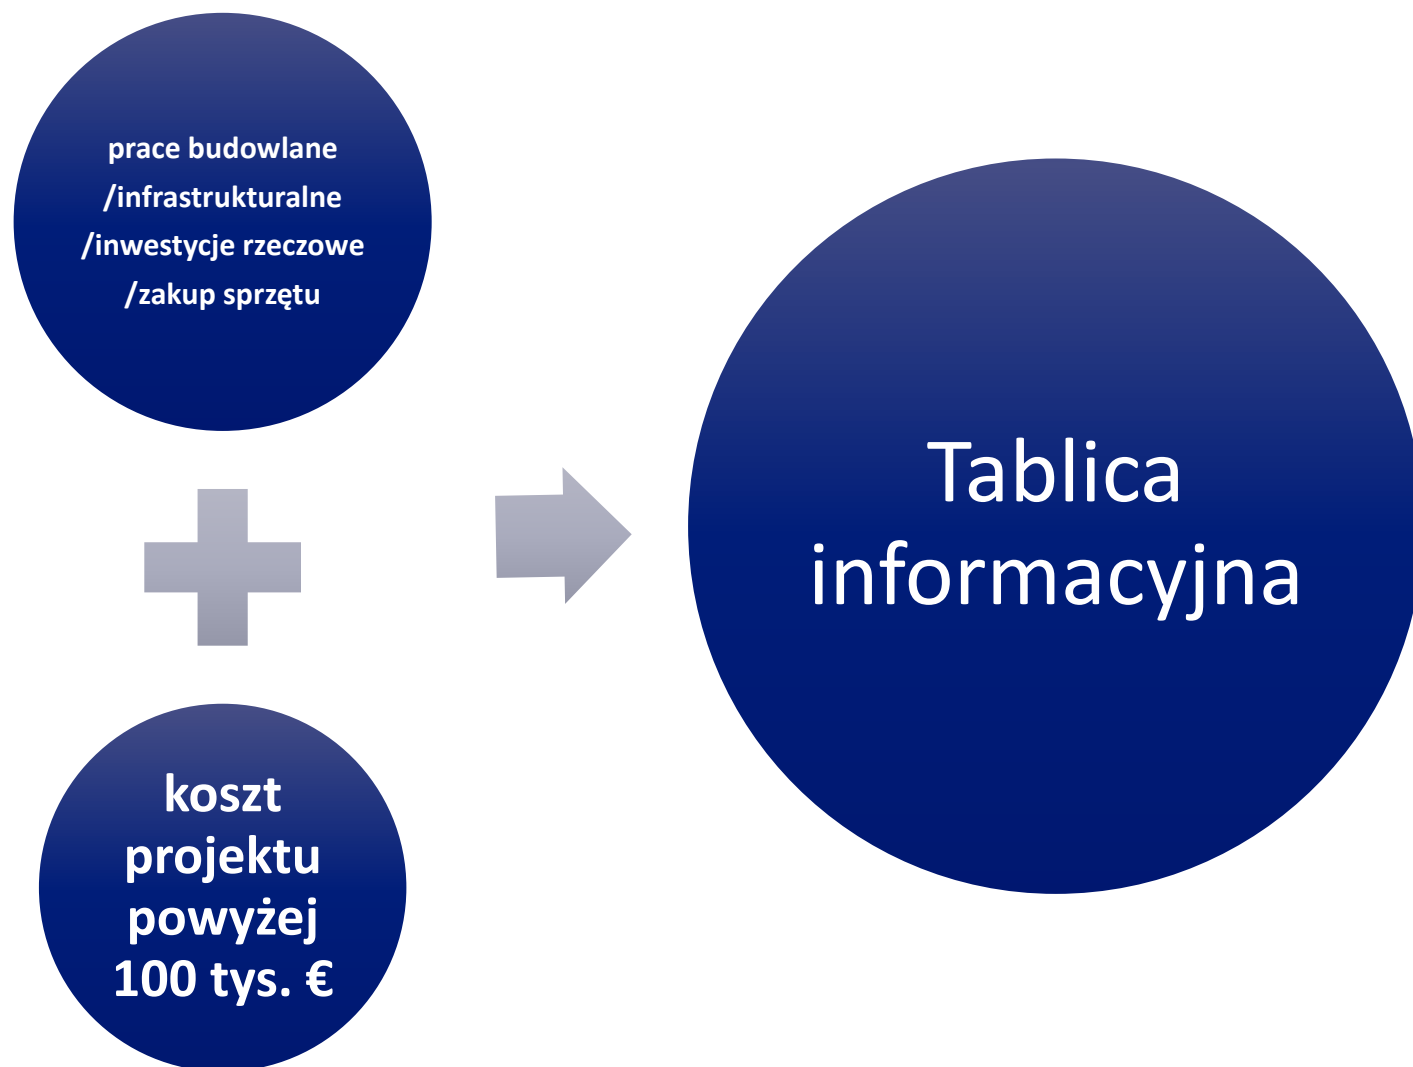 prace budowlane
/infrastrukturalne
/inwestycje rzeczowe
/zakup sprzętu
koszt
projektu
powyżej
100 tys. €
Tablica
informacyjna